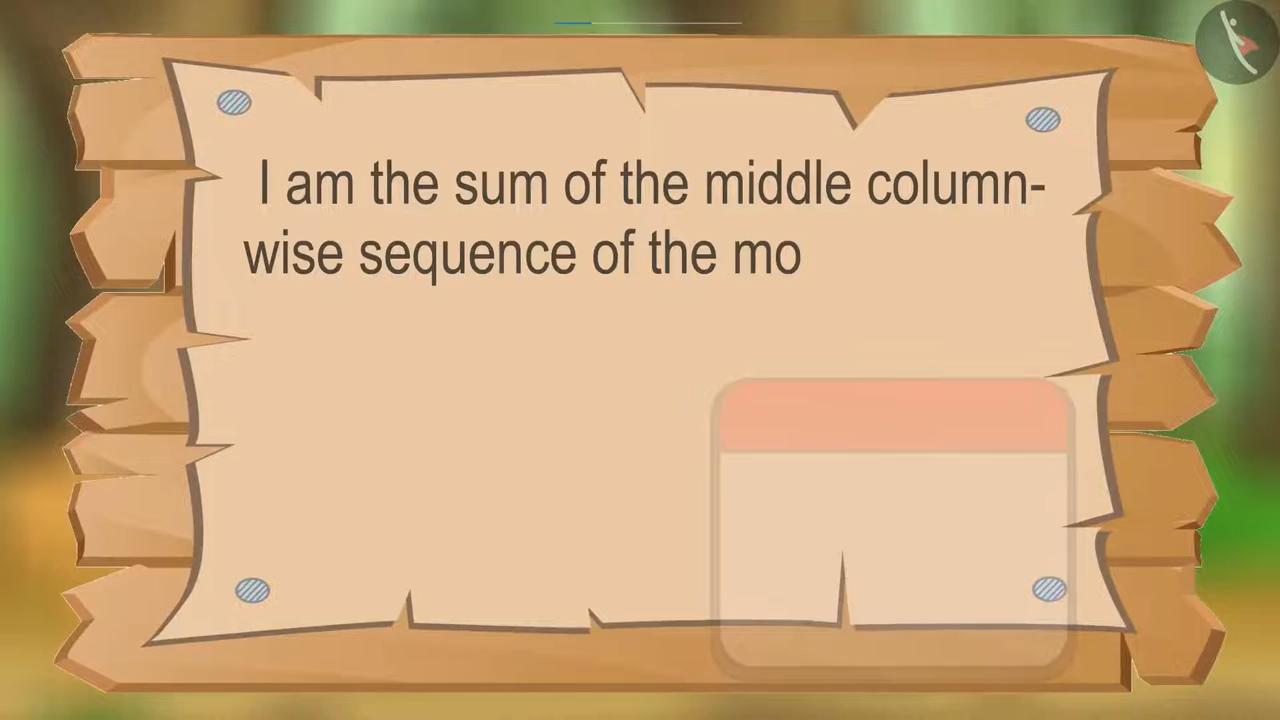 I am the sum of the middle column-
wise sequence of the mo